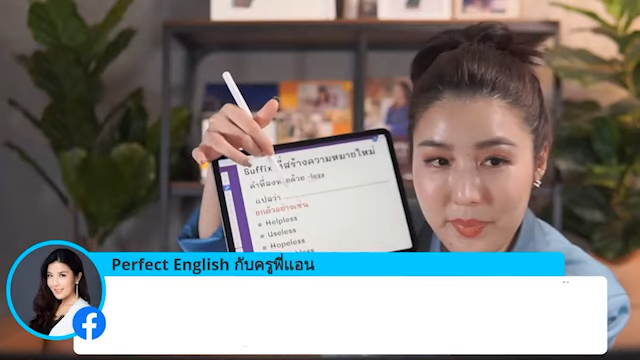 Suffix ที่สร้างความหมายใหม่
คำที่ลงท้ายด้วย -less
แปลว่า
ยกตัวอย่างเช่น
Helpless
Useless
Hopeless
Perfect English กับครูพี่แอน